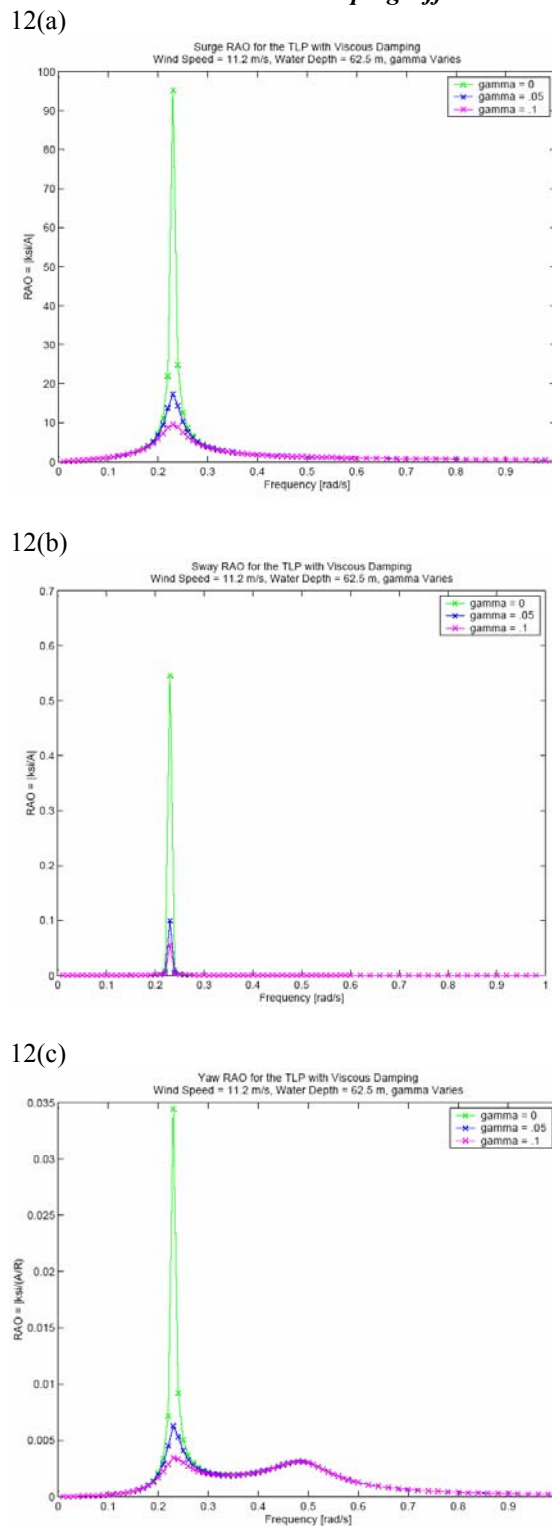 12(a)
Surge RAO for the TLP with Viscous Damping
Wind Speed = 11.2 m/s, Water Depth = 62.5 m, gamma Varies
100
90
80
70
60
50
40
30
20
10
0
RAO = |ksi/A|
gamma = 0
gamma = .05
gamma = .1
0 0.1 0.2 0.3 0.4 0.5 0.6 0.7 0.8 0.9
Frequency [rad/s]
12(b)
Sway RAO for the TLP with Viscous Damping
Wind Speed = 11.2 m/s, Water Depth = 62.5 m, gamma Varies
0.7
0.6
0.5
0.4
0.3
0.2
0.1
0
RAO = |ksi/A|
gamma = 0
gamma = .05
gamma = .1
0 0.1 0.2 0.3 0.4 0.5 0.6 0.7 0.8 0.9 1
Frequency [rad/s]
12(c)
Yaw RAO for the TLP with Viscous Damping
Wind Speed = 11.2 m/s, Water Depth = 62.5 m, gamma Varies
0.035
0.03
0.025
0.02
0.015
0.01
0.005
0
RAO = |ksi/(A/R)
gamma = 0
gamma = .05
gamma = .1
0 0.1 0.2 0.3 0.4 0.5 0.6 0.7 0.8 0.9
Frequency [rad/s]